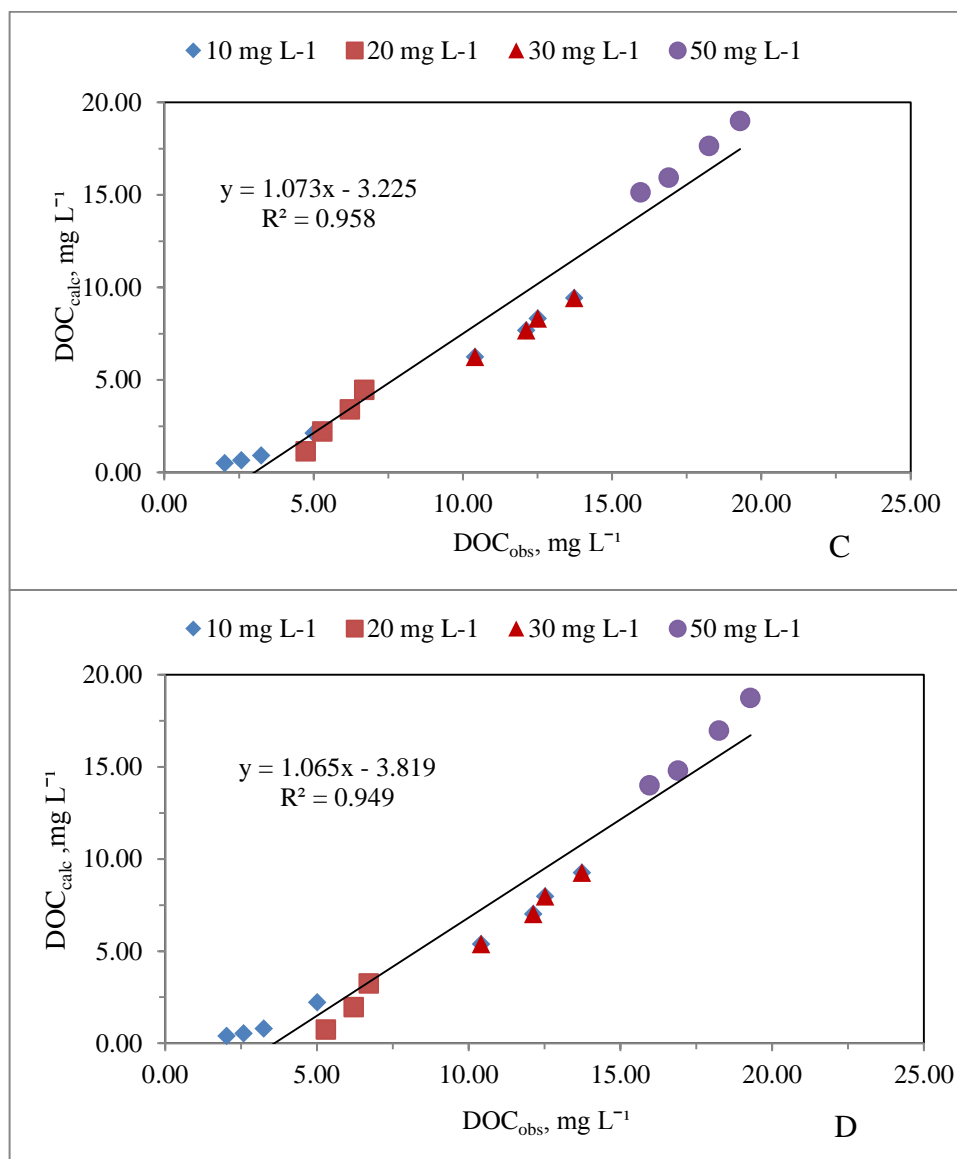 10 mg L-1 20 mg L-1 30 mg L-1 50 mg L-1
20.00
15.00
10.00
5.00
0.00
DOCcalc, mg L⁻¹
y = 1.073x - 3.225
R² = 0.958
0.00 5.00 10.00 15.00 20.00 25.00
DOCobs, mg L⁻¹
C
10 mg L-1 20 mg L-1 30 mg L-1 50 mg L-1
20.00
15.00
10.00
5.00
0.00
DOCcalc ,mg L⁻¹
y = 1.065x - 3.819
R² = 0.949
0.00 5.00 10.00 15.00 20.00 25.00
DOCobs, mg L⁻¹
D